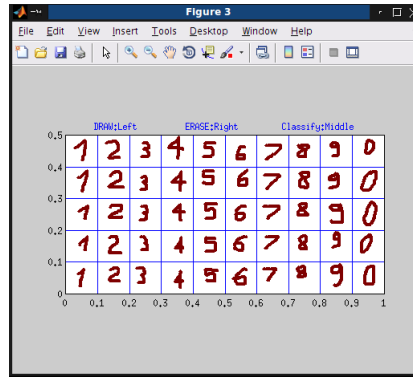 Figure 3
File Edit View Insert Tools Desktop Window Help
DRAW:Left ERASE:Right Classify:Middle
0.5
1 2 3 4 5 6 7 8 9 0
0.4
1 2 3 4 5 6 7 8 9 0
0.3
1 2 3 4 5 6 7 8 9 0
0.2
1 2 3 4 5 6 7 8 9 0
0.1
1 2 3 4 5 6 7 8 9 0
0
0 0.1 0.2 0.3 0.4 0.5 0.6 0.7 0.8 0.9 1